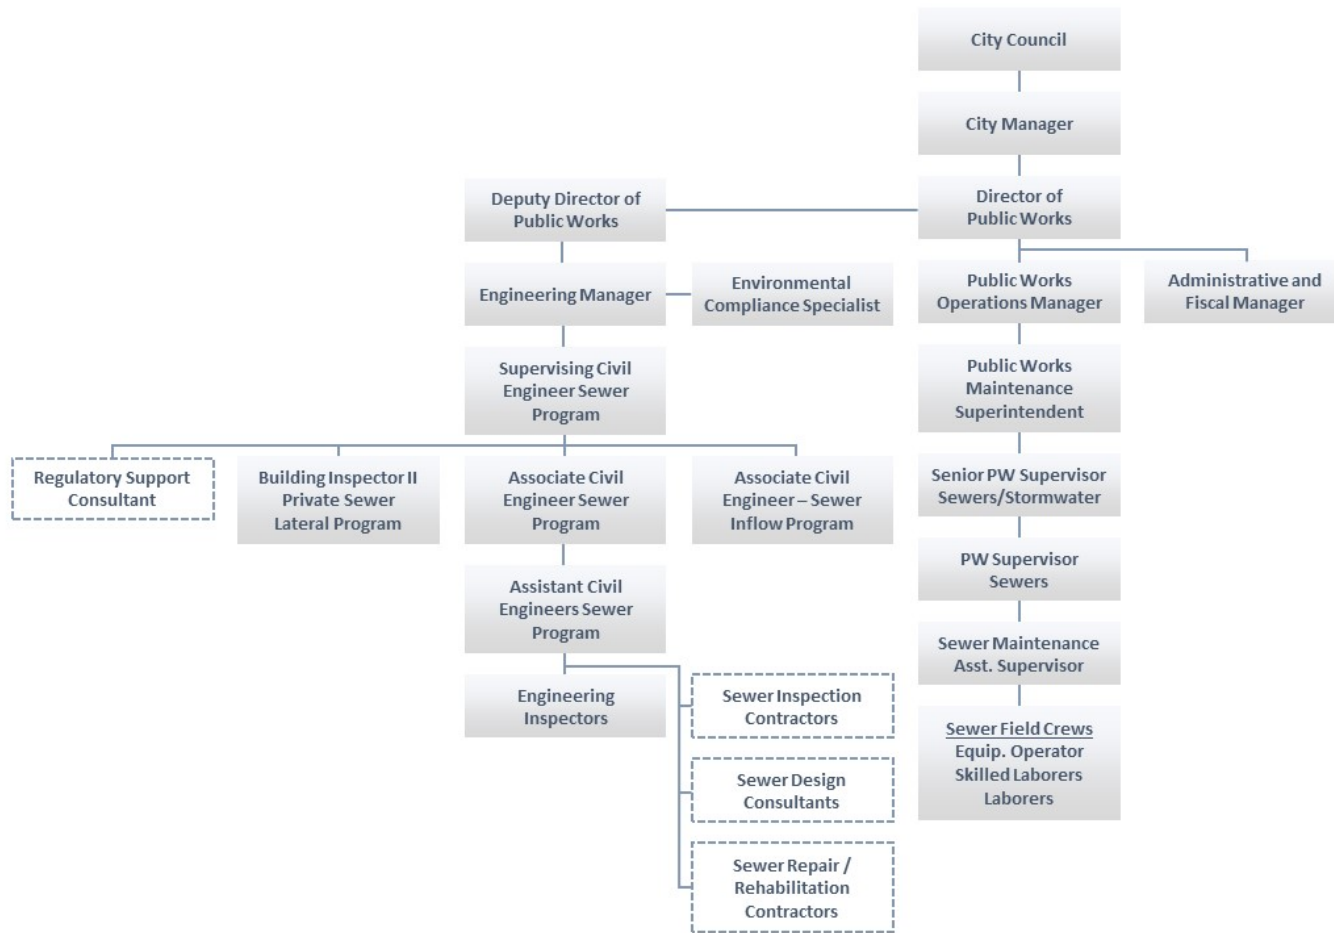 City Council
City Manager
Deputy Director of
Public Works
Director of
Public Works
Engineering Manager
Environmental
Compliance Specialist
Public Works
Operations Manager
Administrative and
Fiscal Manager
Supervising Civil
Engineer Sewer
Program
Public Works
Maintenance
Superintendent
Regulatory Support
Consultant
Building Inspector II
Private Sewer
Lateral Program
Associate Civil
Engineer Sewer
Program
Associate Civil
Engineer – Sewer
Inflow Program
Senior PW Supervisor
Sewers/Stormwater
PW Supervisor
Sewers
Assistant Civil
Engineers Sewer
Program
Sewer Maintenance
Asst. Supervisor
Engineering
Inspectors
Sewer Inspection
Contractors
Sewer Field Crews
Equip. Operator
Skilled Laborers
Laborers
Sewer Design
Consultants
Sewer Repair /
Rehabilitation
Contractors